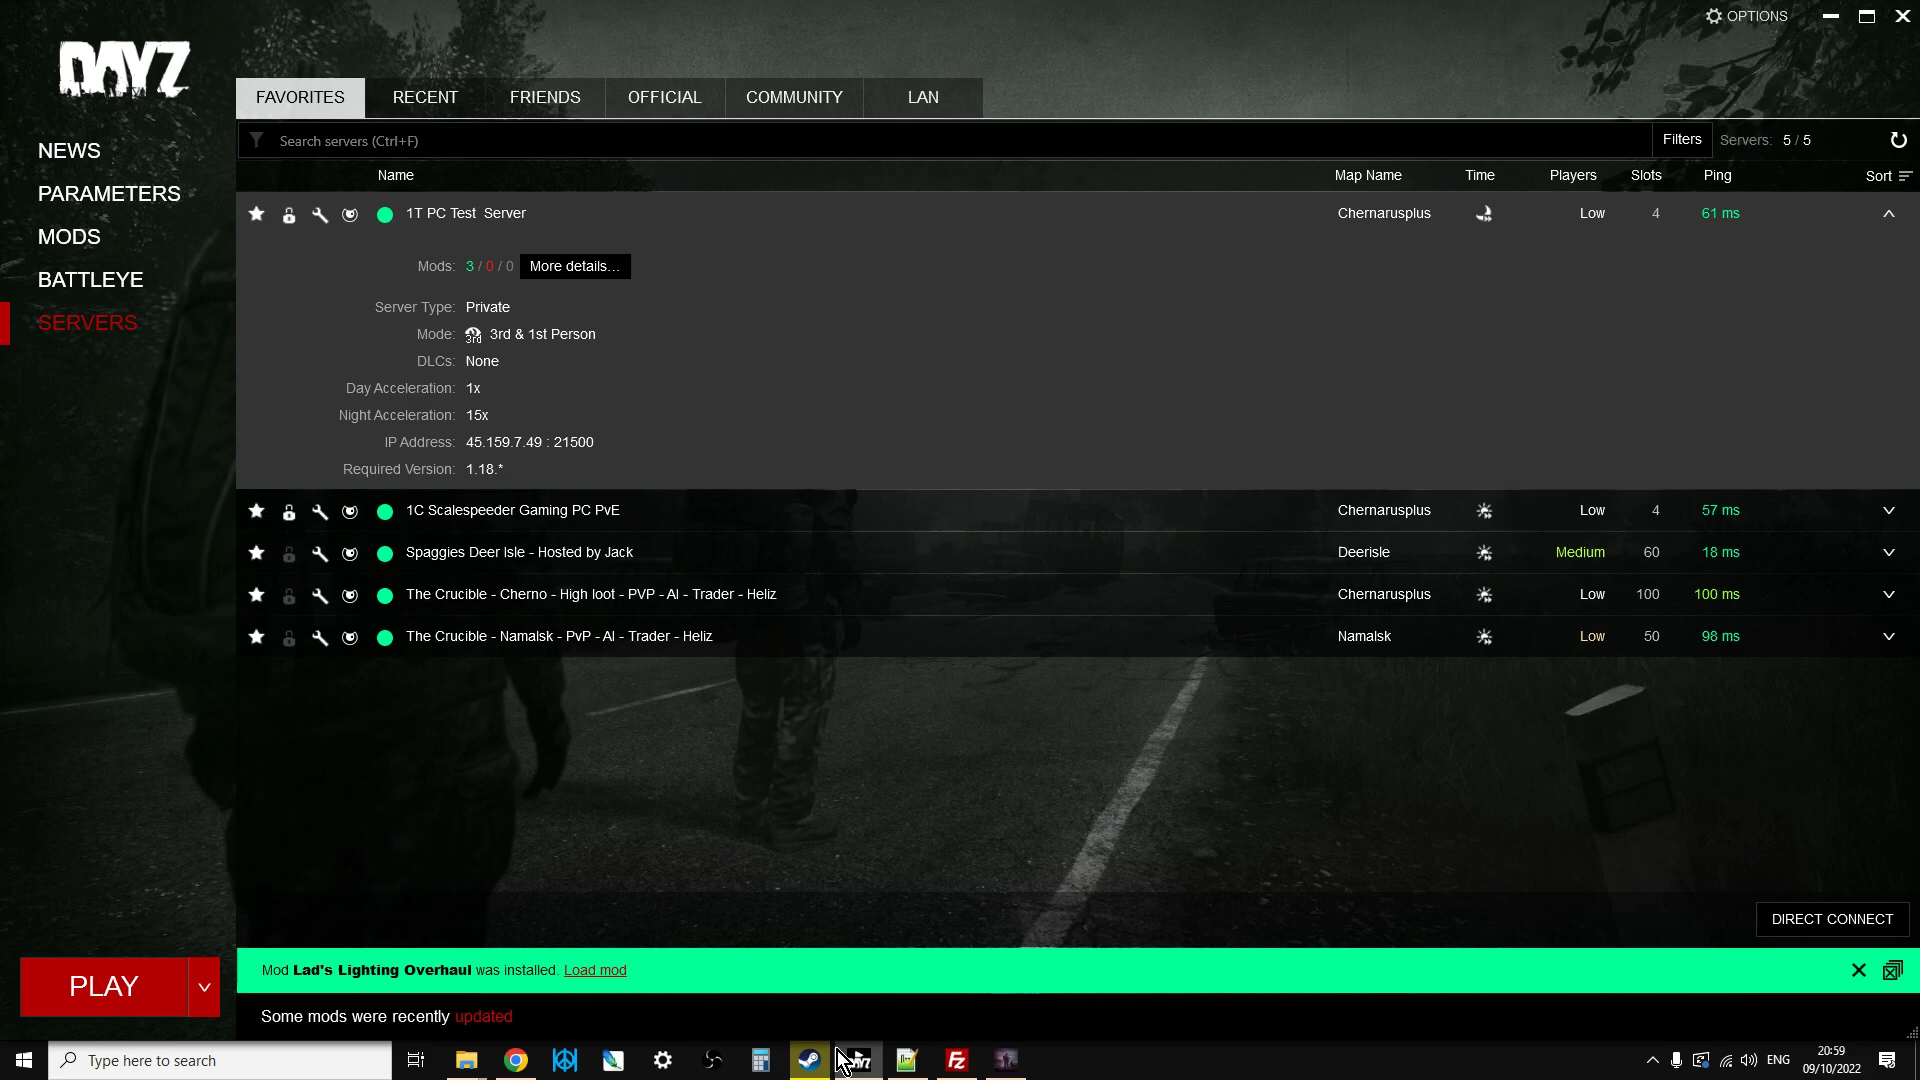 OPTIONS
DAYZ
FAVORITES RECENT FRIENDS OFFICIAL COMMUNITY LAN
NEWS
PARAMETERS
MODS
BATTLEYE
SERVERS
Search servers (Ctrl+F) Filters Servers: 5 / 5
Name Map Name Time Players Slots Ping Sort
1T PC Test Server Chernarusplus Low 4 61 ms
Mods: 3 / 0 / 0 More details...
Server Type: Private
Mode: 3rd 3rd & 1st Person
DLCs: None
Day Acceleration: 1x
Night Acceleration: 15x
IP Address: 45.159.7.49 : 21500
Required Version: 1.18.*
1C Scalespeeder Gaming PC PvE Chernarusplus Low 4 57 ms
Spaggies Deer Isle - Hosted by Jack Deerisle Medium 60 18 ms
The Crucible - Cherno - High loot - PVP - AI - Trader - Heliz Chernarusplus Low 100 100 ms
The Crucible - Namalsk - PvP - AI - Trader - Heliz Namalsk Low 50 98 ms
DIRECT CONNECT
Mod Lad's Lighting Overhaul was installed. Load mod
PLAY
Some mods were recently updated
Type here to search
DAYZ
FZ
ENG
20:59
09/10/2022